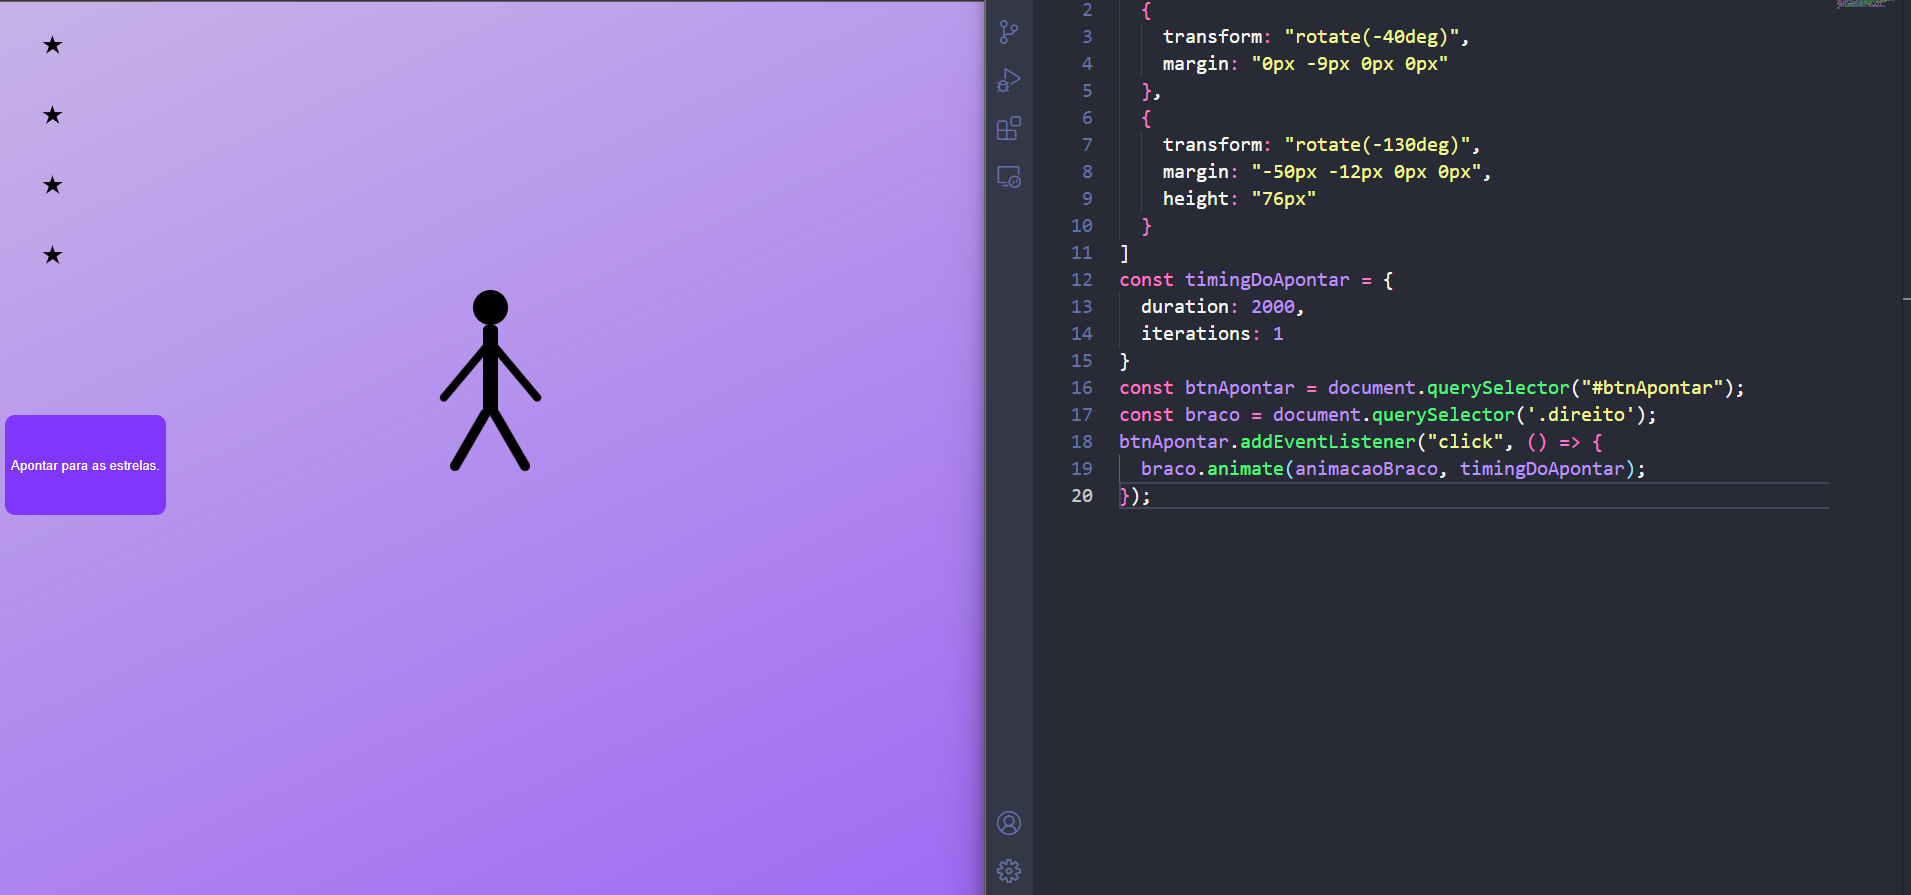 Apontar para as estrelas.
2 {
3 transform: "rotate(-40deg)",
4 margin: "0px -9px 0px 0px"
5 },
6 {
7 transform: "rotate(-130deg)",
8 margin: "-50px -12px 0px 0px",
9 height: "76px"
10 }
11 ]
12 const timingDoApontar = {
13 duration: 2000,
14 iterations: 1
15 }
16 const btnApontar = document.querySelector("#btnApontar");
17 const braco = document.querySelector('.direito');
18 btnApontar.addEventListener("click", () => {
19 braco.animate(animacaoBraco, timingDoApontar);
20 });